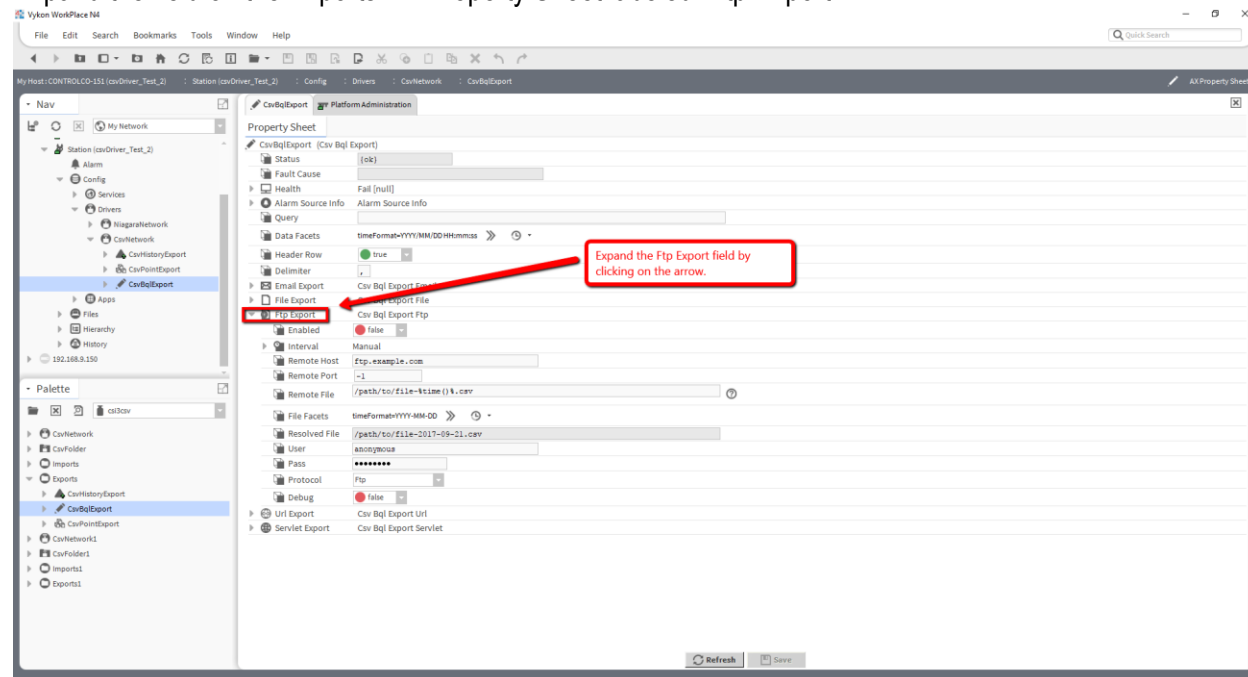 Vykon WorkPlace N4
File Edit Search Bookmarks Tools Window Help
Quick Search
My Host : CONTROLCO-151 (csvDriver_Test_2) : Station (csvDriver_Test_2) : Config : Drivers : CsvNetwork : CsvBqlExport
AX Property Sheet
Nav
My Network
Station (csvDriver_Test_2)
Alarm
Config
Services
Drivers
NiagaraNetwork
CsvNetwork
CsvHistoryExport
CsvPointExport
CsvBqlExport
Apps
Files
Hierarchy
History
192.168.9.150
Palette
csi3csv
CsvNetwork
CsvFolder
Imports
Exports
CsvHistoryExport
CsvBqlExport
CsvPointExport
CsvNetwork1
CsvFolder1
Imports1
Exports1
CsvBqlExport Platform Administration
Property Sheet
CsvBqlExport (Csv Bql Export)
Status {ok}
Fault Cause
Health Fail [null]
Alarm Source Info Alarm Source Info
Query
Data Facets timeFormat=YYYY/MM/DD HH:mm:ss
Header Row true
Delimiter ,
Email Export Csv Bql Export
File Export Bql Export File
Ftp Export Csv Bql Export Ftp
Enabled false
Interval Manual
Remote Host ftp.example.com
Remote Port -1
Remote File /path/to/file-%time()%.csv
File Facets timeFormat=YYYY-MM-DD
Resolved File /path/to/file-2017-09-21.csv
User anonymous
Pass ••••••••
Protocol Ftp
Debug false
Url Export Csv Bql Export Url
Servlet Export Csv Bql Export Servlet
Expand the Ftp Export field by
clicking on the arrow.
Refresh Save